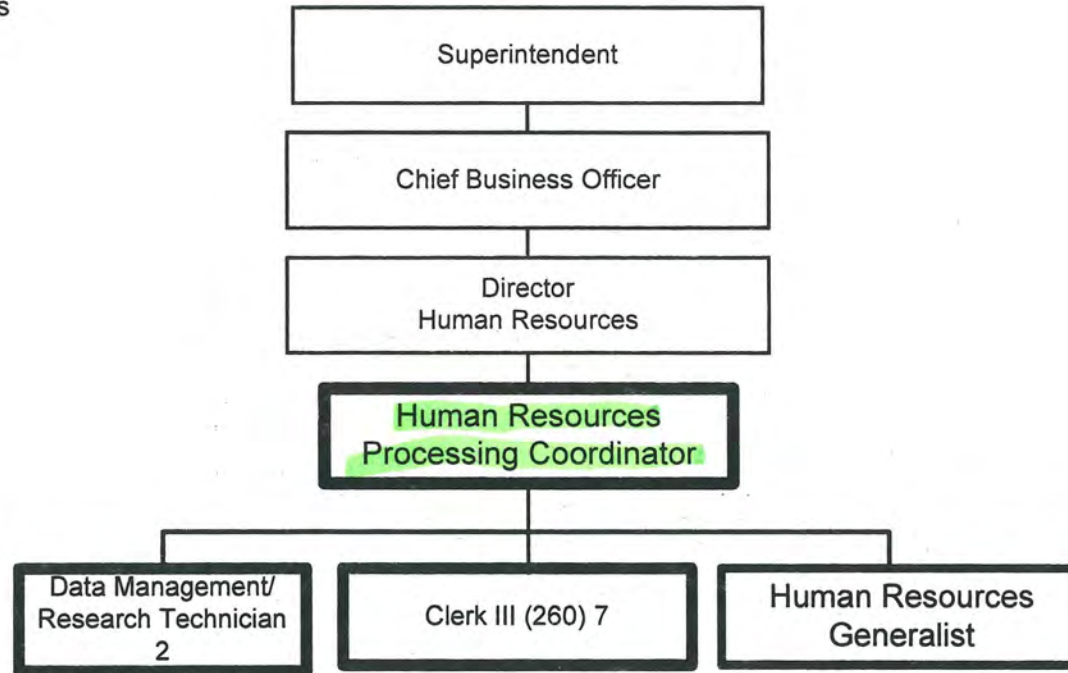 Superintendent
Chief Business Officer
Director
Human Resources
Human Resources
Processing Coordinator
Data Management/
Research Technician
2
Clerk III (260) 7
Human Resources
Generalist